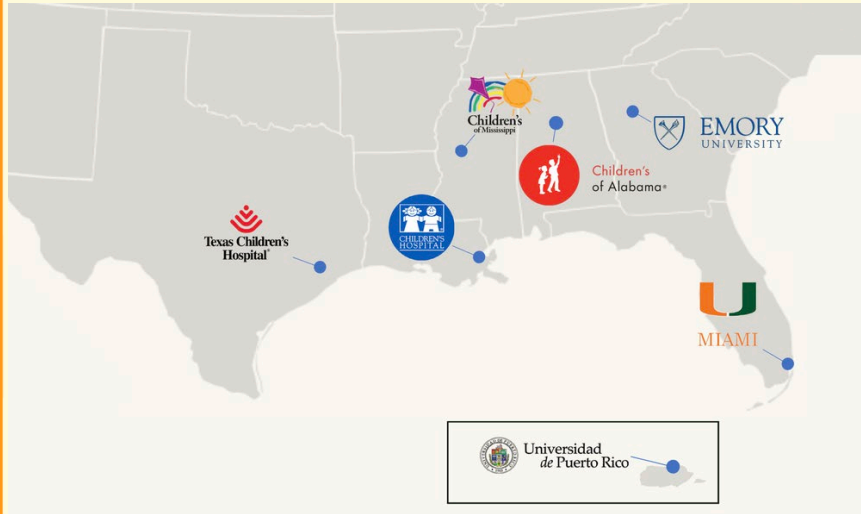 Children's
of Mississippi
EMORY
UNIVERSITY
Children's
of Alabama®
Texas Children's
Hospital®
CHILDREN'S
HOSPITAL
MIAMI
Universidad
de Puerto Rico